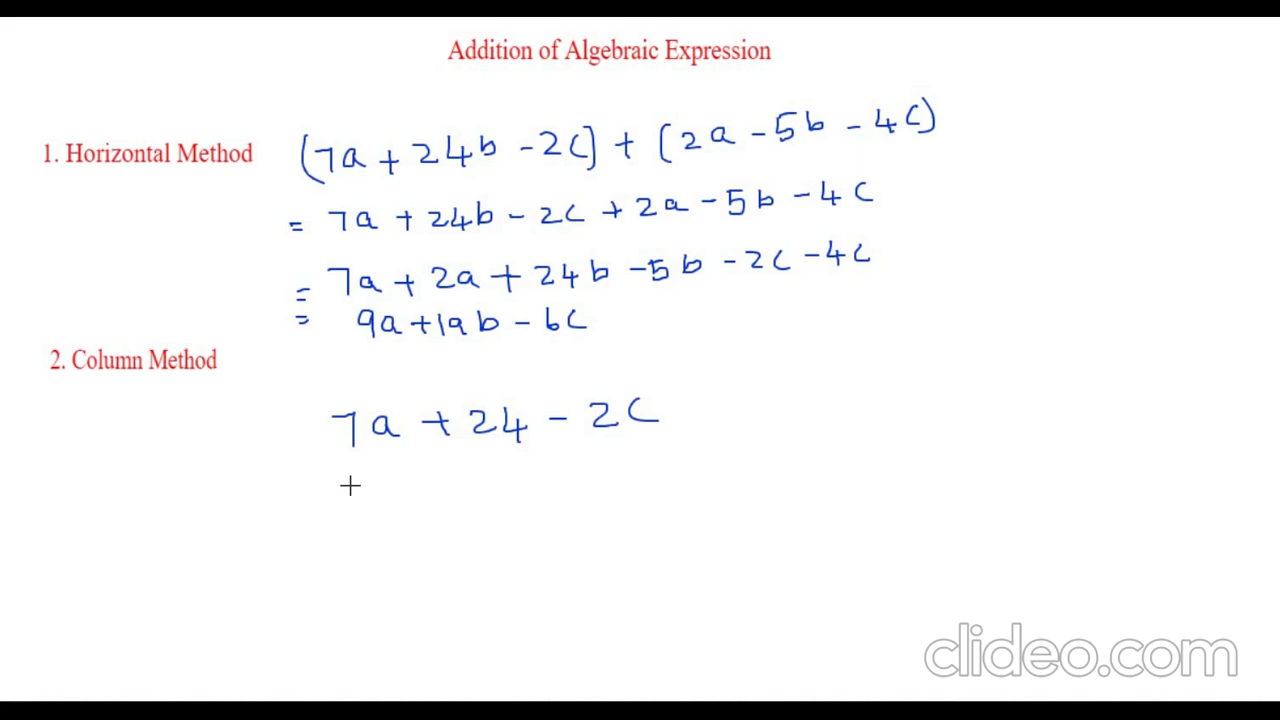 Addition of Algebraic Expression
1. Horizontal Method (7a + 24b - 2c] + (2a - 5b - 4c)
= 7a + 24b - 2c + 2a - 5b - 4c
= 7a + 2a + 24b - 5b - 2c - 4c
= 9a + 19b - 6c
2. Column Method
7a + 24 - 2c
clideo.com